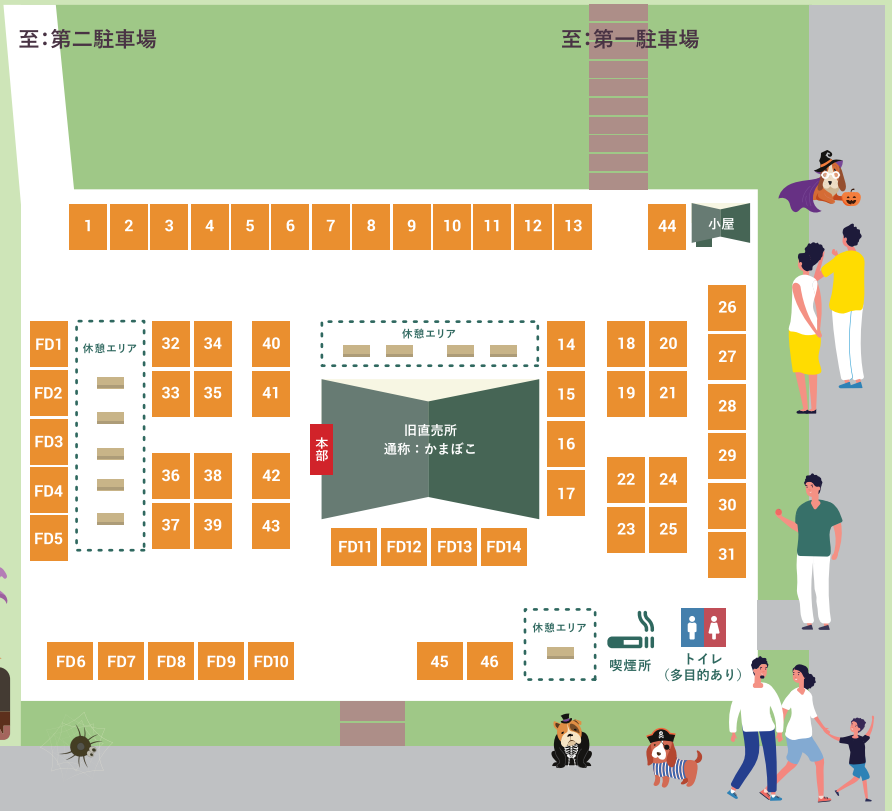 至：第二駐車場
至：第一駐車場
1 2 3 4 5 6 7 8 9 10 11 12 13 44
小屋
26
27
28
29
30
31
FD1
FD2
FD3
FD4
FD5
休憩エリア
32 34 40
33 35 41
36 38 42
37 39 43
休憩エリア
旧直売所
通称：かまぼこ
本部
FD11 FD12 FD13 FD14
14
15
16
17
18 20
19 21
22 24
23 25
FD6 FD7 FD8 FD9 FD10
45 46
休憩エリア
喫煙所
トイレ
（多目的あり）